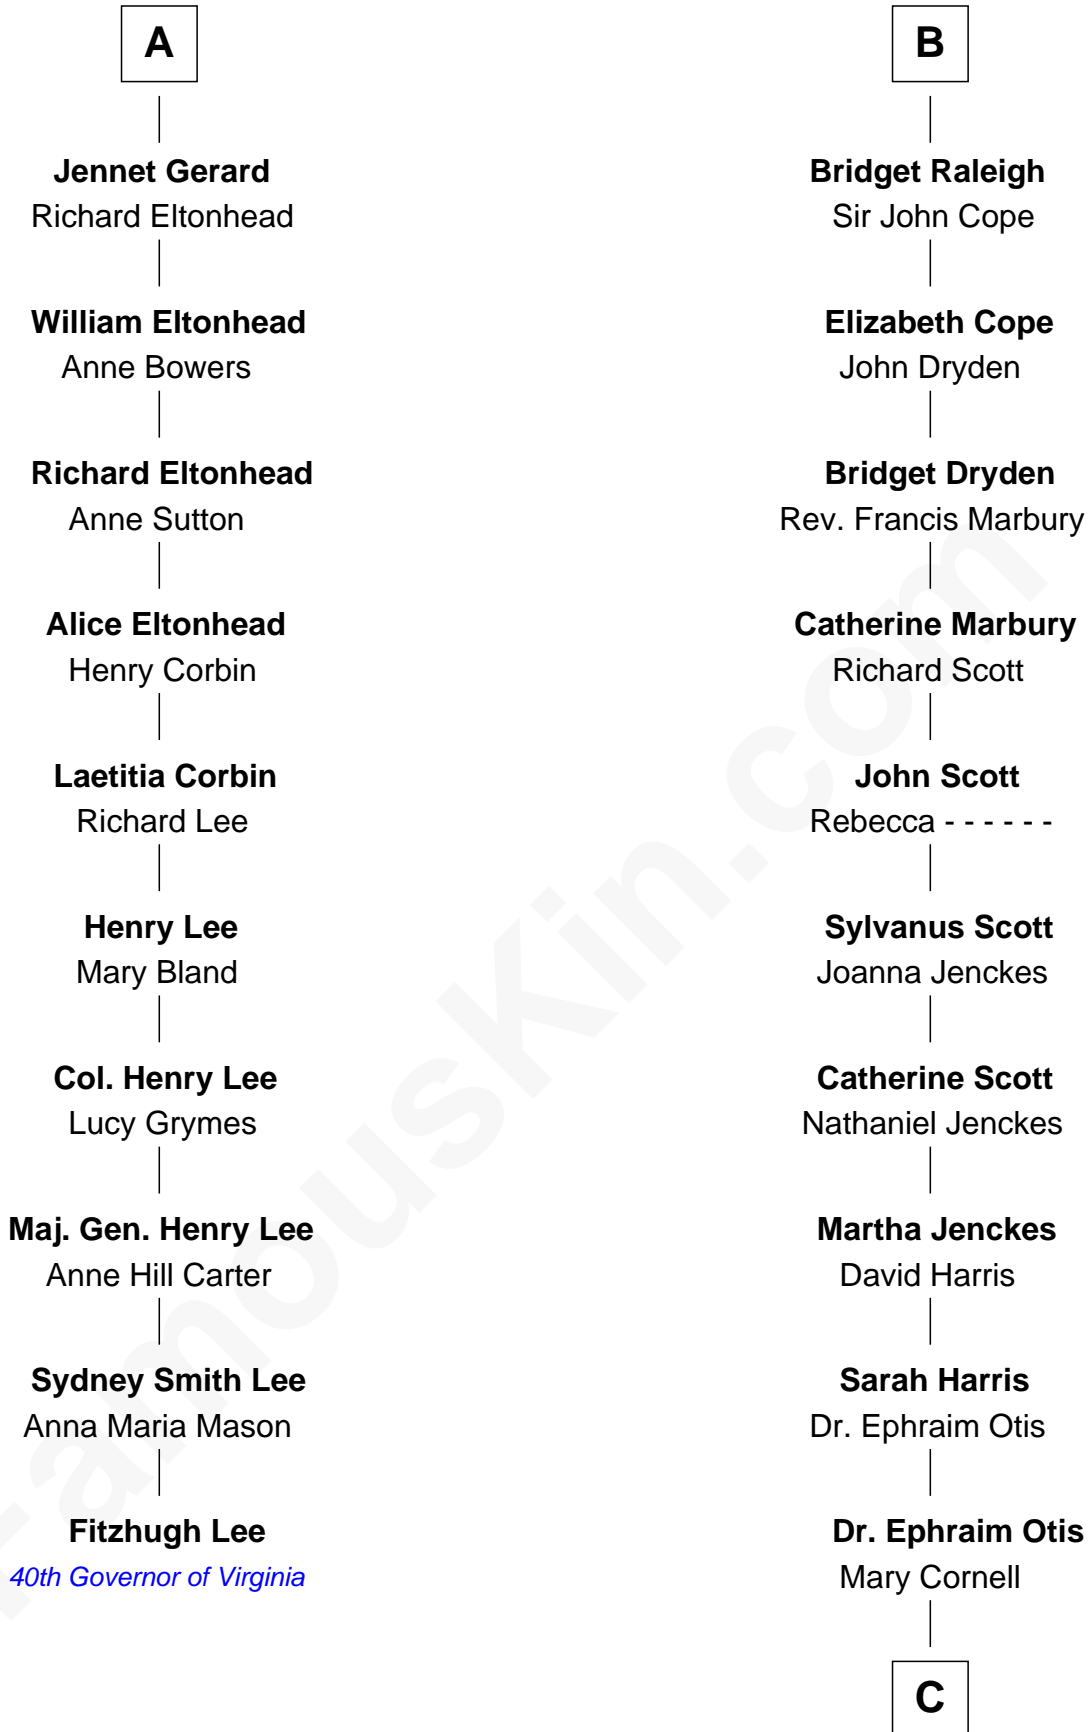 A
Jennet Gerard
Richard Eltonhead
William Eltonhead
Anne Bowers
Richard Eltonhead
Anne Sutton
Alice Eltonhead
Henry Corbin
Laetitia Corbin
Richard Lee
Henry Lee
Mary Bland
Col. Henry Lee
Lucy Grymes
Maj. Gen. Henry Lee
Anne Hill Carter
Sydney Smith Lee
Anna Maria Mason
Fitzhugh Lee
40th Governor of Virginia
B
Bridget Raleigh
Sir John Cope
Elizabeth Cope
John Dryden
Bridget Dryden
Rev. Francis Marbury
Catherine Marbury
Richard Scott
John Scott
Rebecca - - - - - -
Sylvanus Scott
Joanna Jenckes
Catherine Scott
Nathaniel Jenckes
Martha Jenckes
David Harris
Sarah Harris
Dr. Ephraim Otis
Dr. Ephraim Otis
Mary Cornell
C
FamousKin.com